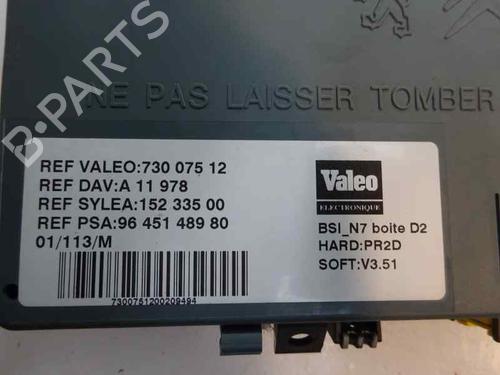 NE PAS LAISSER TOMBER
B-PARTS
REF VALEO:730 075 12
REF DAV:A 11 978
REF SYLEA:152 335 00
REF PSA:96 451 489 80
01/113/M
Valeo
ELECTRONIQUE
BSI_N7 boite D2
HARD:PR2D
SOFT:V3.51
7300751200209494